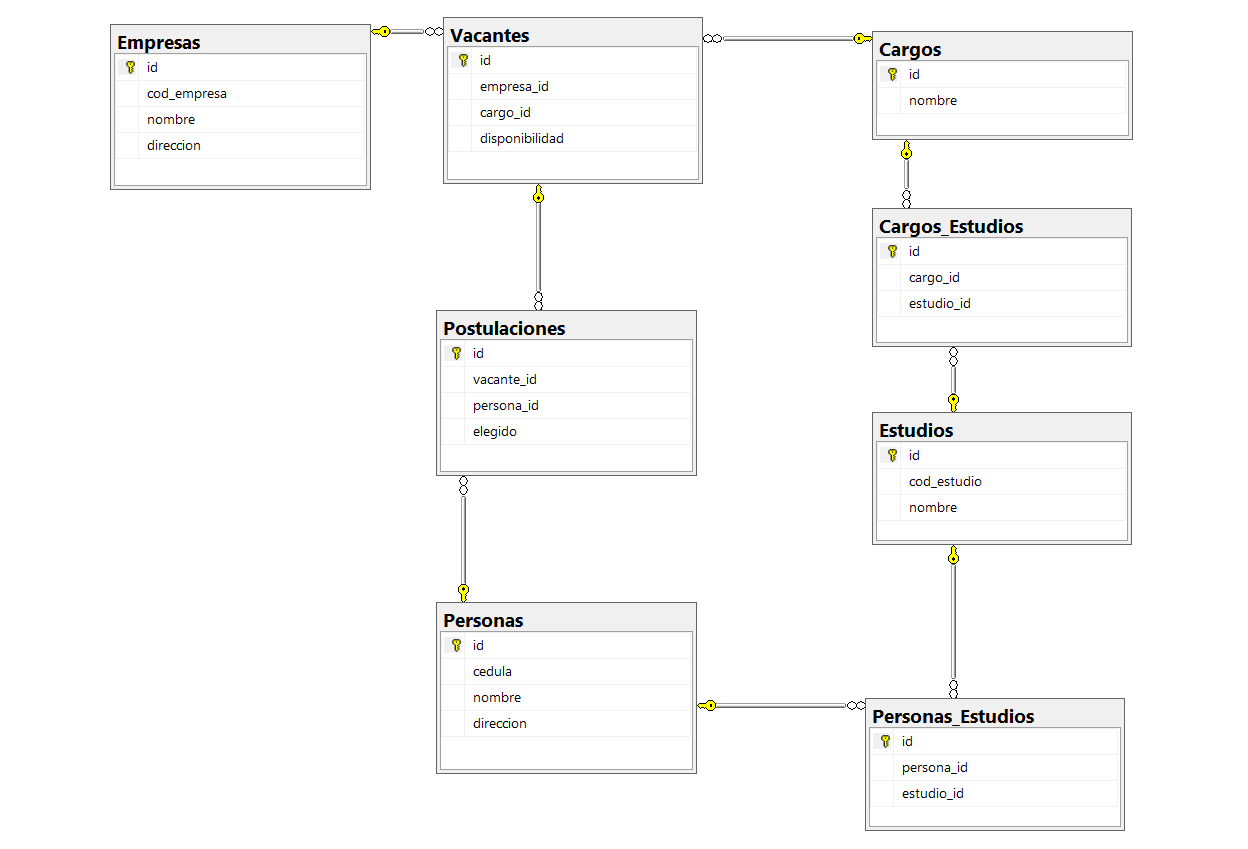 Empresas
id
cod_empresa
nombre
direccion
Vacantes
id
empresa_id
cargo_id
disponibilidad
Cargos
id
nombre
Cargos_Estudios
id
cargo_id
estudio_id
Postulaciones
id
vacante_id
persona_id
elegido
Estudios
id
cod_estudio
nombre
Personas
id
cedula
nombre
direccion
Personas_Estudios
id
persona_id
estudio_id